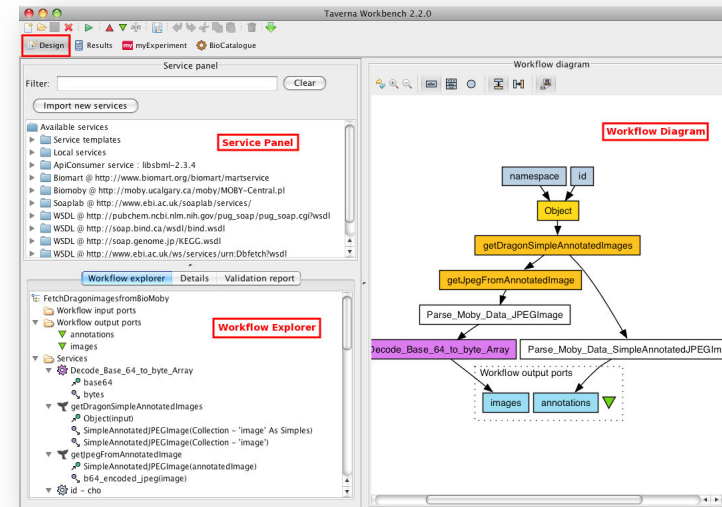 Taverna Workbench 2.2.0
Design
Results
my myExperiment
BioCatalogue
Service panel
Filter:
Clear
Import new services
Available services
Service templates
Local services
ApiConsumer service : libsbml-2.3.4
Biomart @ http://www.biomart.org/biomart/martservice
Biomoby @ http://moby.ucalgary.ca/moby/MOBY-Central.pl
Soaplab @ http://www.ebi.ac.uk/soaplab/services/
WSDL @ http://pubchem.ncbi.nlm.nih.gov/pug_soap/pug_soap.cgi?wsdl
WSDL @ http://soap.bind.ca/wsdl/bind.wsdl
WSDL @ http://soap.genome.jp/KEGG.wsdl
WSDL @ http://www.ebi.ac.uk/ws/services/urn:Dbfetch?wsdl
Service Panel
Workflow explorer
Details
Validation report
FetchDragonimagesfromBioMoby
Workflow input ports
Workflow output ports
annotations
images
Services
Decode_Base_64_to_byte_Array
base64
bytes
getDragonSimpleAnnotatedImages
Object(input)
SimpleAnnotatedJPEGImage(Collection - 'image' As Simples)
SimpleAnnotatedJPEGImage(Collection - 'image')
getJpegFromAnnotatedImage
SimpleAnnotatedJPEGImage(annotatedImage)
b64_encoded_jpeg(image)
id - cho
Workflow Explorer
Workflow diagram
abc
Workflow Diagram
namespace
id
Object
getDragonSimpleAnnotatedImages
getJpegFromAnnotatedImage
Parse_Moby_Data_JPEGImage
Decode_Base_64_to_byte_Array
Parse_Moby_Data_SimpleAnnotatedJPEGIm
Workflow output ports
images
annotations